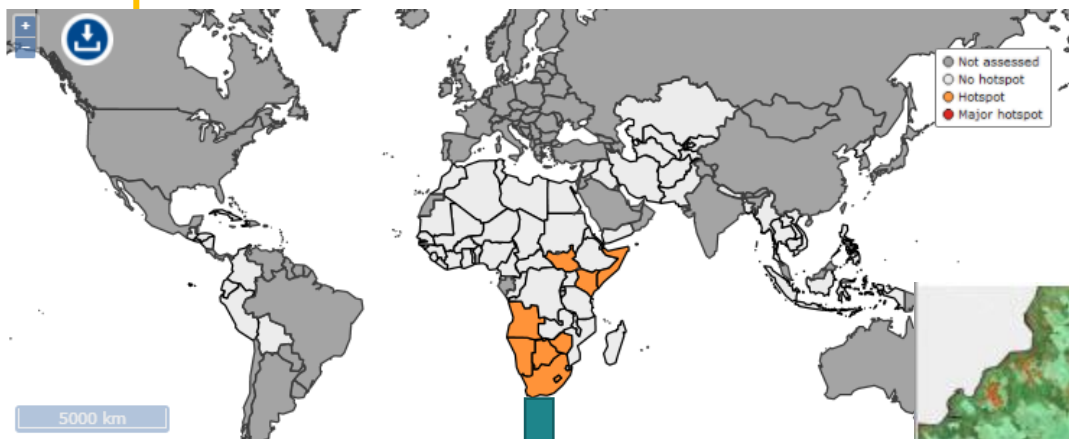 +
−
Not assessed
No hotspot
Hotspot
Major hotspot
5000 km